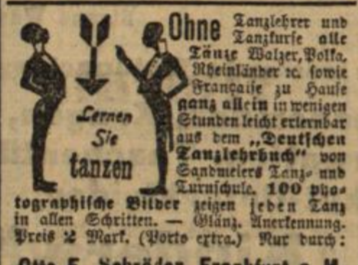 Lernen
Sie
tanzen
Ohne Tanzlehrer und
Tanzkurse alle
Tänze Walzer, Polka,
Rheinländer ꝛc. sowie
Française zu Hause
ganz allein in wenigen
Stunden leicht erlernbar
aus dem „Deutschen
Tanzlehrbuch“ von
Sandmeiers Tanz- und
Turnschule. 100 pho-
tographische Bilder zeigen jeden Tanz
in allen Schritten. — Glänz. Anerkennung.
Preis 2 Mark. (Porto extra.) Nur durch: